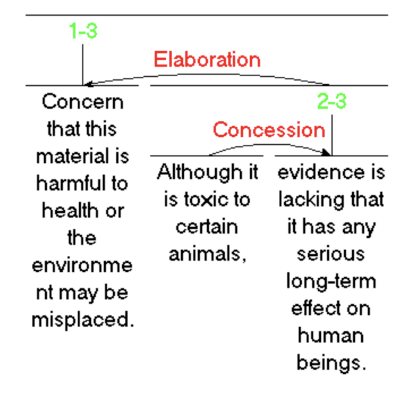 1-3
Elaboration
Concern
that this
material is
harmful to
health or
the
environme
nt may be
misplaced.
2-3
Concession
Although it
is toxic to
certain
animals,
evidence is
lacking that
it has any
serious
long-term
effect on
human
beings.